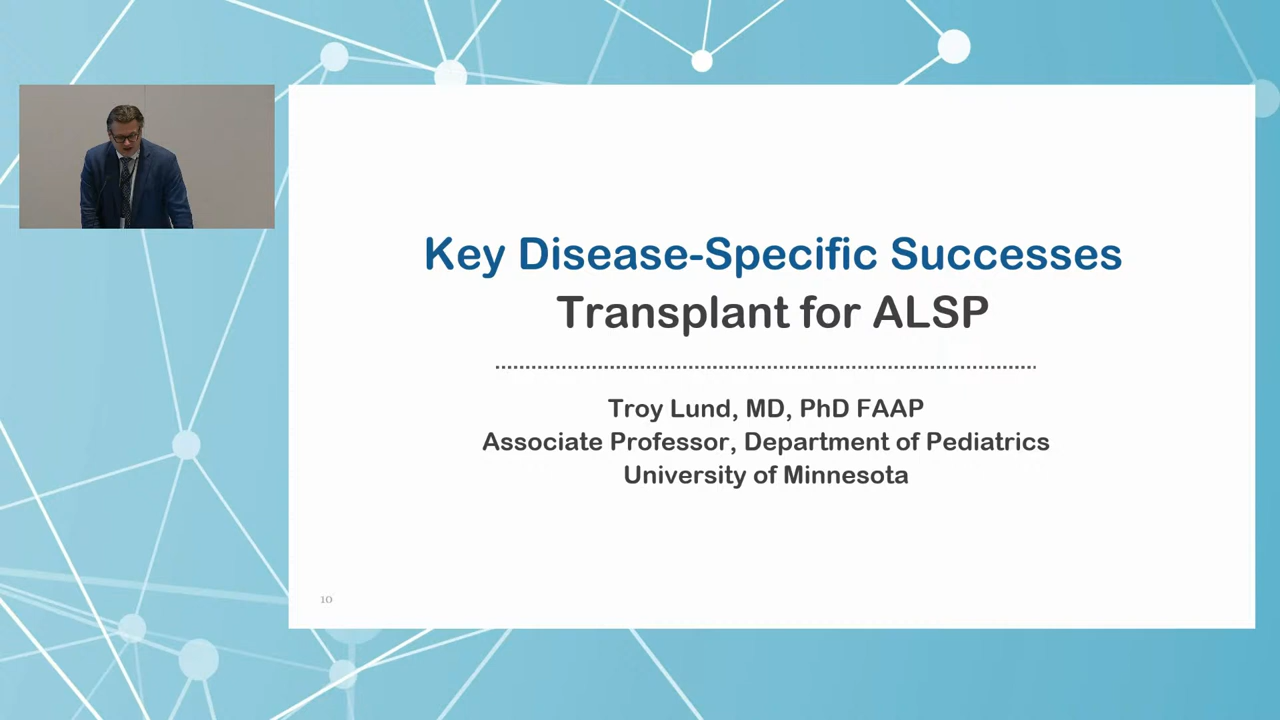 Key Disease-Specific Successes
Transplant for ALSP
Troy Lund, MD, PhD FAAP
Associate Professor, Department of Pediatrics
University of Minnesota
10